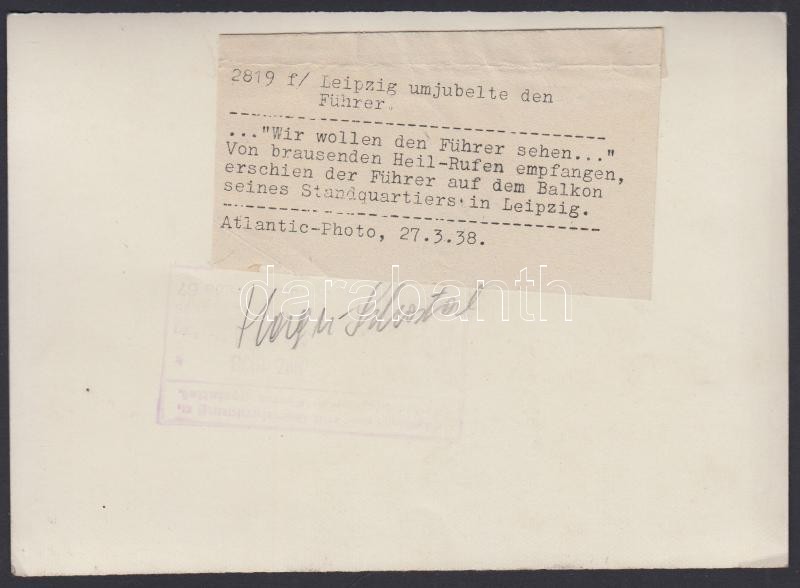 2819 f/ Leipzig umjubelte den
Führer.
..."Wir wollen den Führer sehen..."
Von brausenden Heil-Rufen empfangen,
erschien der Führer auf dem Balkon
seines Standquartiers in Leipzig.
Atlantic-Photo, 27.3.38.
darabanth